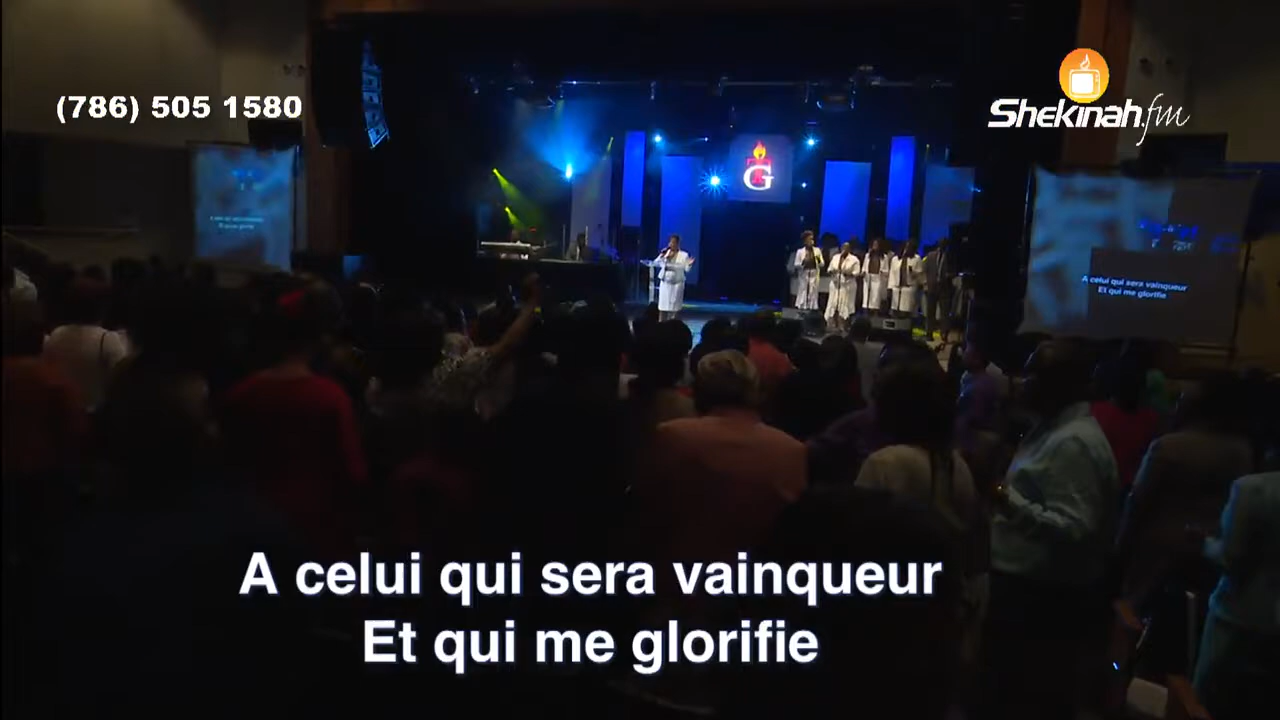 (786) 505 1580
Shekinah.fm
G
A celui qui sera vainqueur
Et qui me glorifie
A celui qui sera vainqueur
Et qui me glorifie